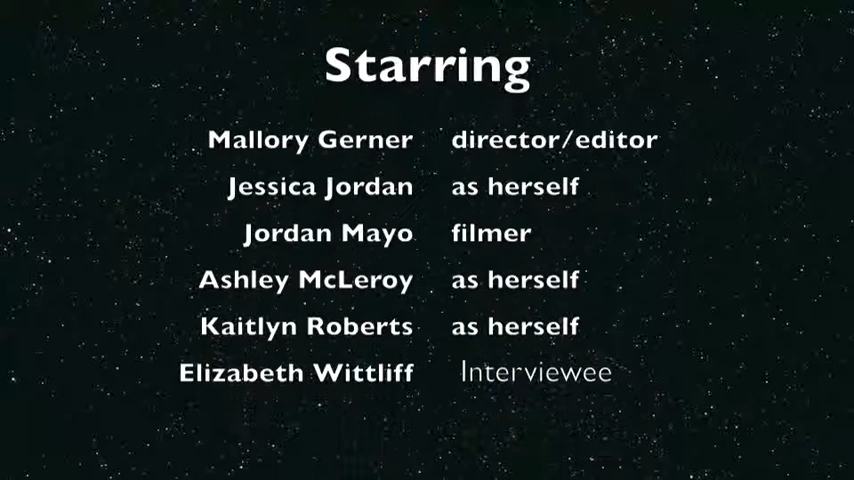 Starring
Mallory Gerner director/editor
Jessica Jordan as herself
Jordan Mayo filmer
Ashley McLeroy as herself
Kaitlyn Roberts as herself
Elizabeth Wittliff Interviewee